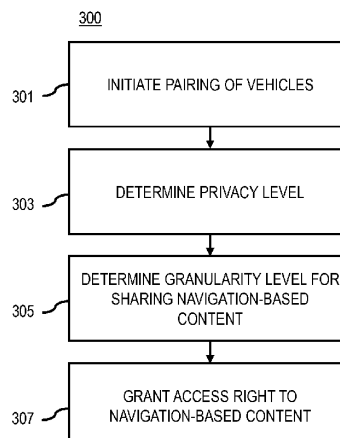 300
301
INITIATE PAIRING OF VEHICLES
303
DETERMINE PRIVACY LEVEL
305
DETERMINE GRANULARITY LEVEL FOR
SHARING NAVIGATION-BASED
CONTENT
307
GRANT ACCESS RIGHT TO
NAVIGATION-BASED CONTENT